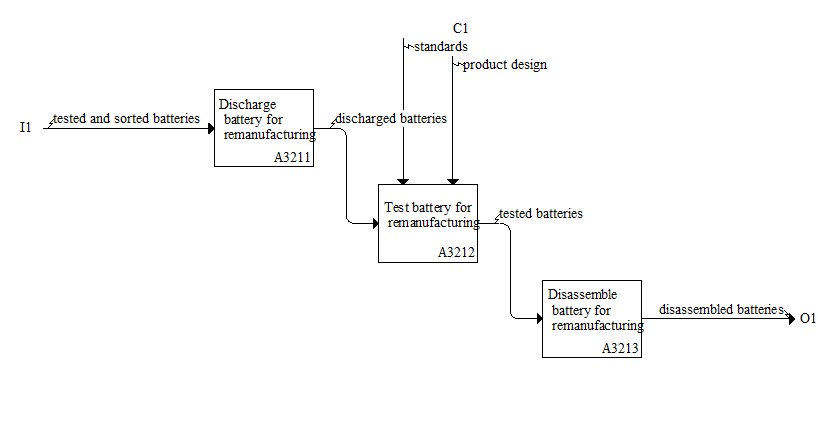 C1
standards
product design
I1
tested and sorted batteries
Discharge
battery for
remanufacturing
A3211
discharged batteries
Test battery for
remanufacturing
A3212
tested batteries
Disassemble
battery for
remanufacturing
A3213
disassembled batteries
O1